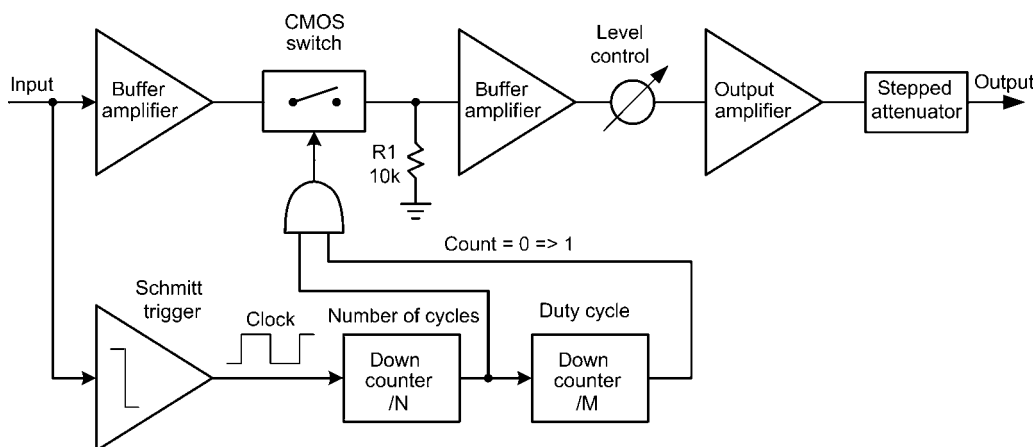 CMOS
switch
Level
control
Input
Buffer
amplifier
Buffer
amplifier
Output
amplifier
Stepped
attenuator
Output
R1
10k
Count = 0 => 1
Schmitt
trigger
Clock
Number of cycles
Duty cycle
Down
counter
/N
Down
counter
/M